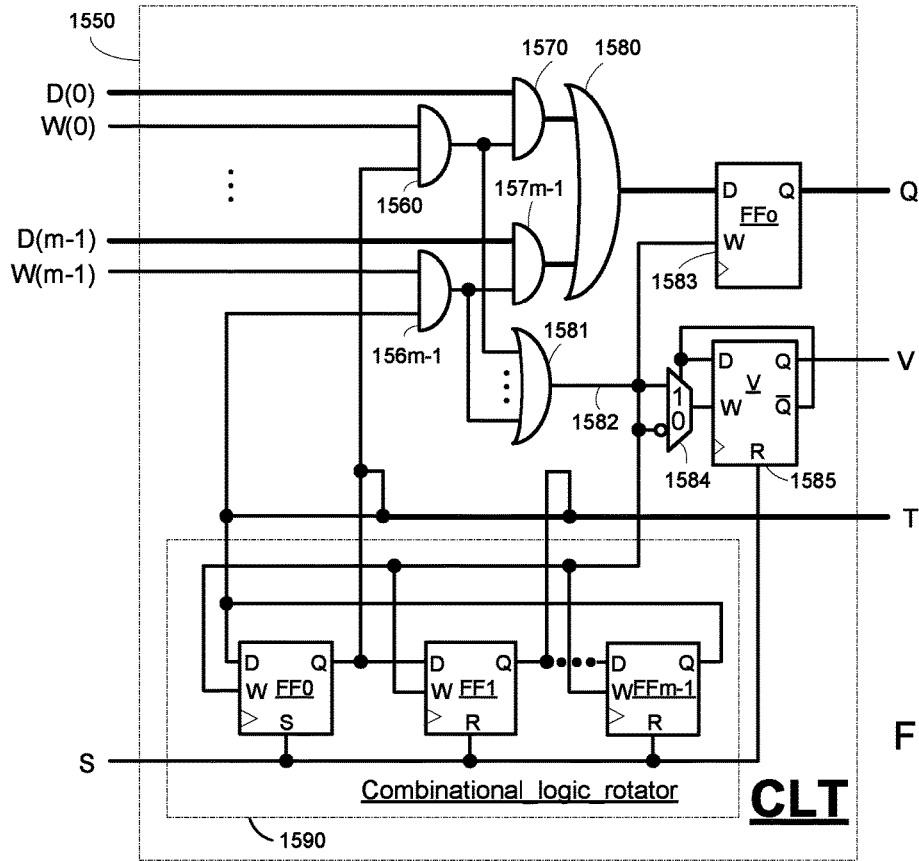 1550
1570
1580
D(0)
W(0)
1560
157m-1
D Q
FFo
W
Q
1583
D(m-1)
W(m-1)
156m-1
1581
1582
1
0
1584
D Q
V
W Q
R
1585
V
T
D Q
W FF0
S
D Q
W FF1
R
D Q
W FFm-1
R
S
F
Combinational_logic_rotator
CLT
1590